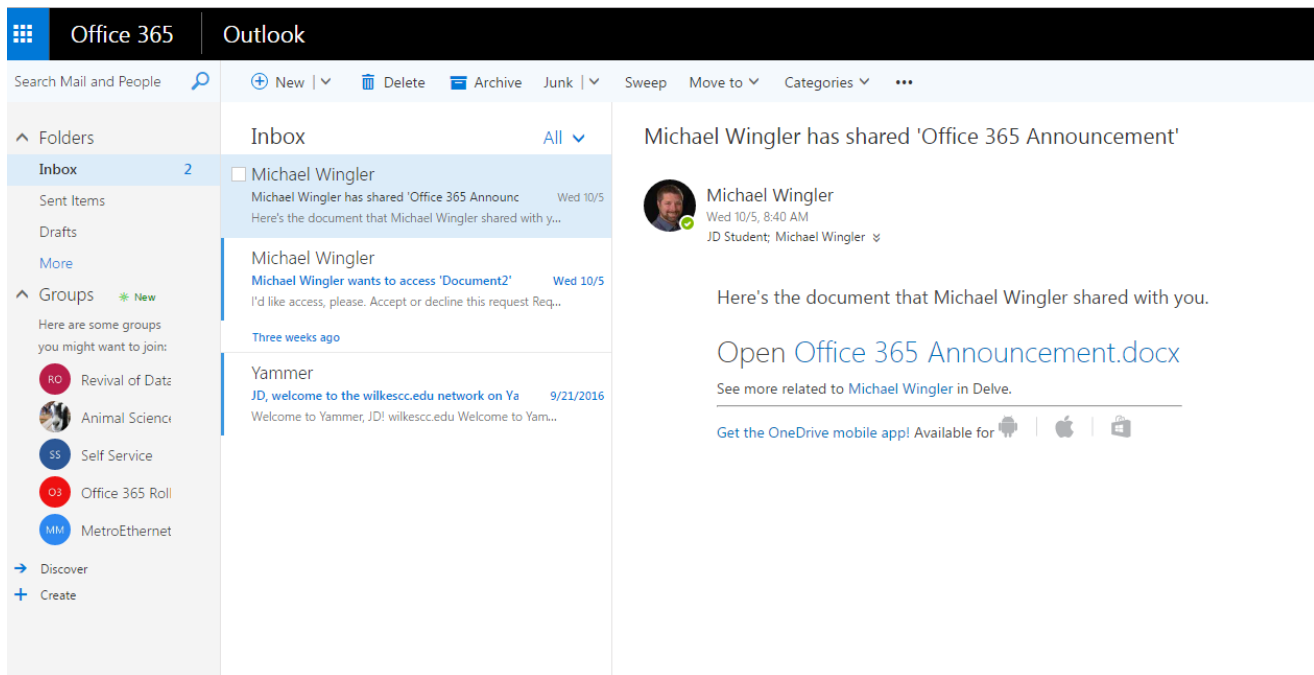 Office 365 Outlook
Search Mail and People
New Delete Archive Junk Sweep Move to Categories •••
Folders
Inbox 2
Sent Items
Drafts
More
Groups New
Here are some groups
you might want to join:
RO Revival of Data
Animal Science
SS Self Service
O3 Office 365 Roll
MM MetroEthernet
Discover
Create
Inbox All
Michael Wingler
Michael Wingler has shared 'Office 365 Announc Wed 10/5
Here's the document that Michael Wingler shared with y...
Michael Wingler
Michael Wingler wants to access 'Document2' Wed 10/5
I'd like access, please. Accept or decline this request Req...
Three weeks ago
Yammer
JD, welcome to the wilkescc.edu network on Ya 9/21/2016
Welcome to Yammer, JD! wilkescc.edu Welcome to Yam...
Michael Wingler has shared 'Office 365 Announcement'
Michael Wingler
Wed 10/5, 8:40 AM
JD Student; Michael Wingler
Here's the document that Michael Wingler shared with you.
Open Office 365 Announcement.docx
See more related to Michael Wingler in Delve.
Get the OneDrive mobile app! Available for